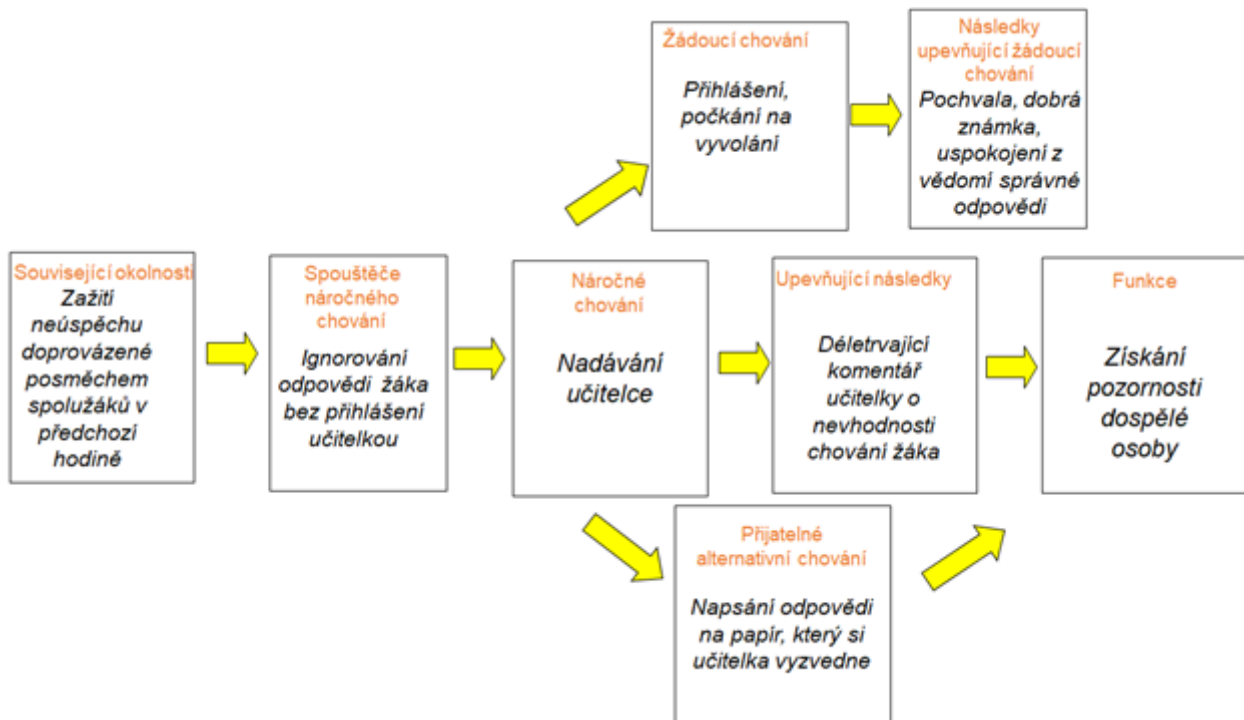 Žádoucí chování
Přihlášení,
počkání na
vyvolání
Následky
upevňující žádoucí
chování
Pochvala, dobrá
známka,
uspokojení z
vědomí správné
odpovědi
Související okolnosti
Zažití
neúspěchu
doprovázené
posměchem
spolužáků v
předchozí
hodině
Spouštěče
náročného
chování
Ignorování
odpovědi žáka
bez přihlášení
učitelkou
Náročné
chování
Nadávání
učitelce
Upevňující následky
Déletrvající
komentář
učitelky o
nevhodnosti
chování žáka
Funkce
Získání
pozornosti
dospělé
osoby
Přijatelné
alternativní chování
Napsání odpovědi
na papír, který si
učitelka vyzvedne